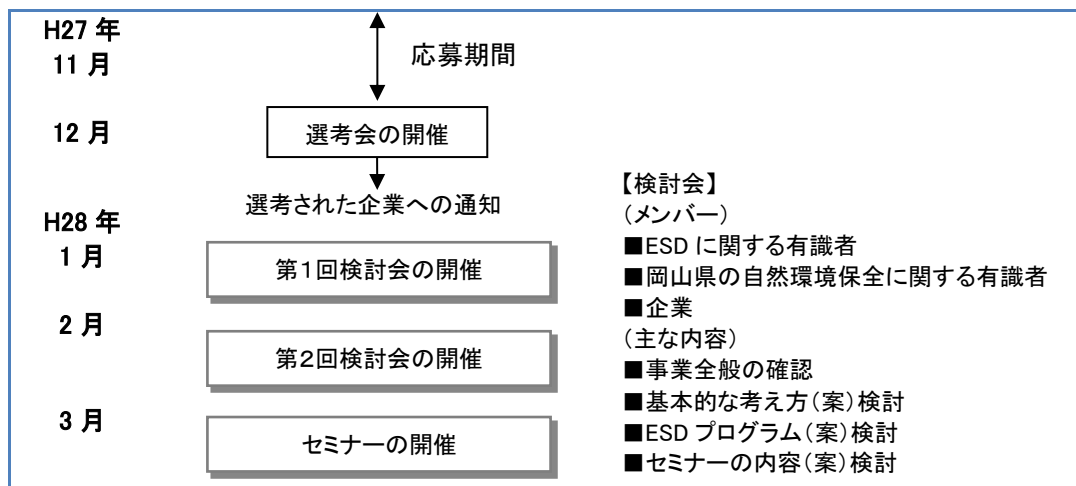 H27 年
11 月
応募期間
12 月
選考会の開催
選考された企業への通知
H28 年
1 月
第1回検討会の開催
2 月
第2回検討会の開催
3 月
セミナーの開催
【検討会】
(メンバー)
■ESD に関する有識者
■岡山県の自然環境保全に関する有識者
■企業
(主な内容)
■事業全般の確認
■基本的な考え方(案)検討
■ESD プログラム(案)検討
■セミナーの内容(案)検討